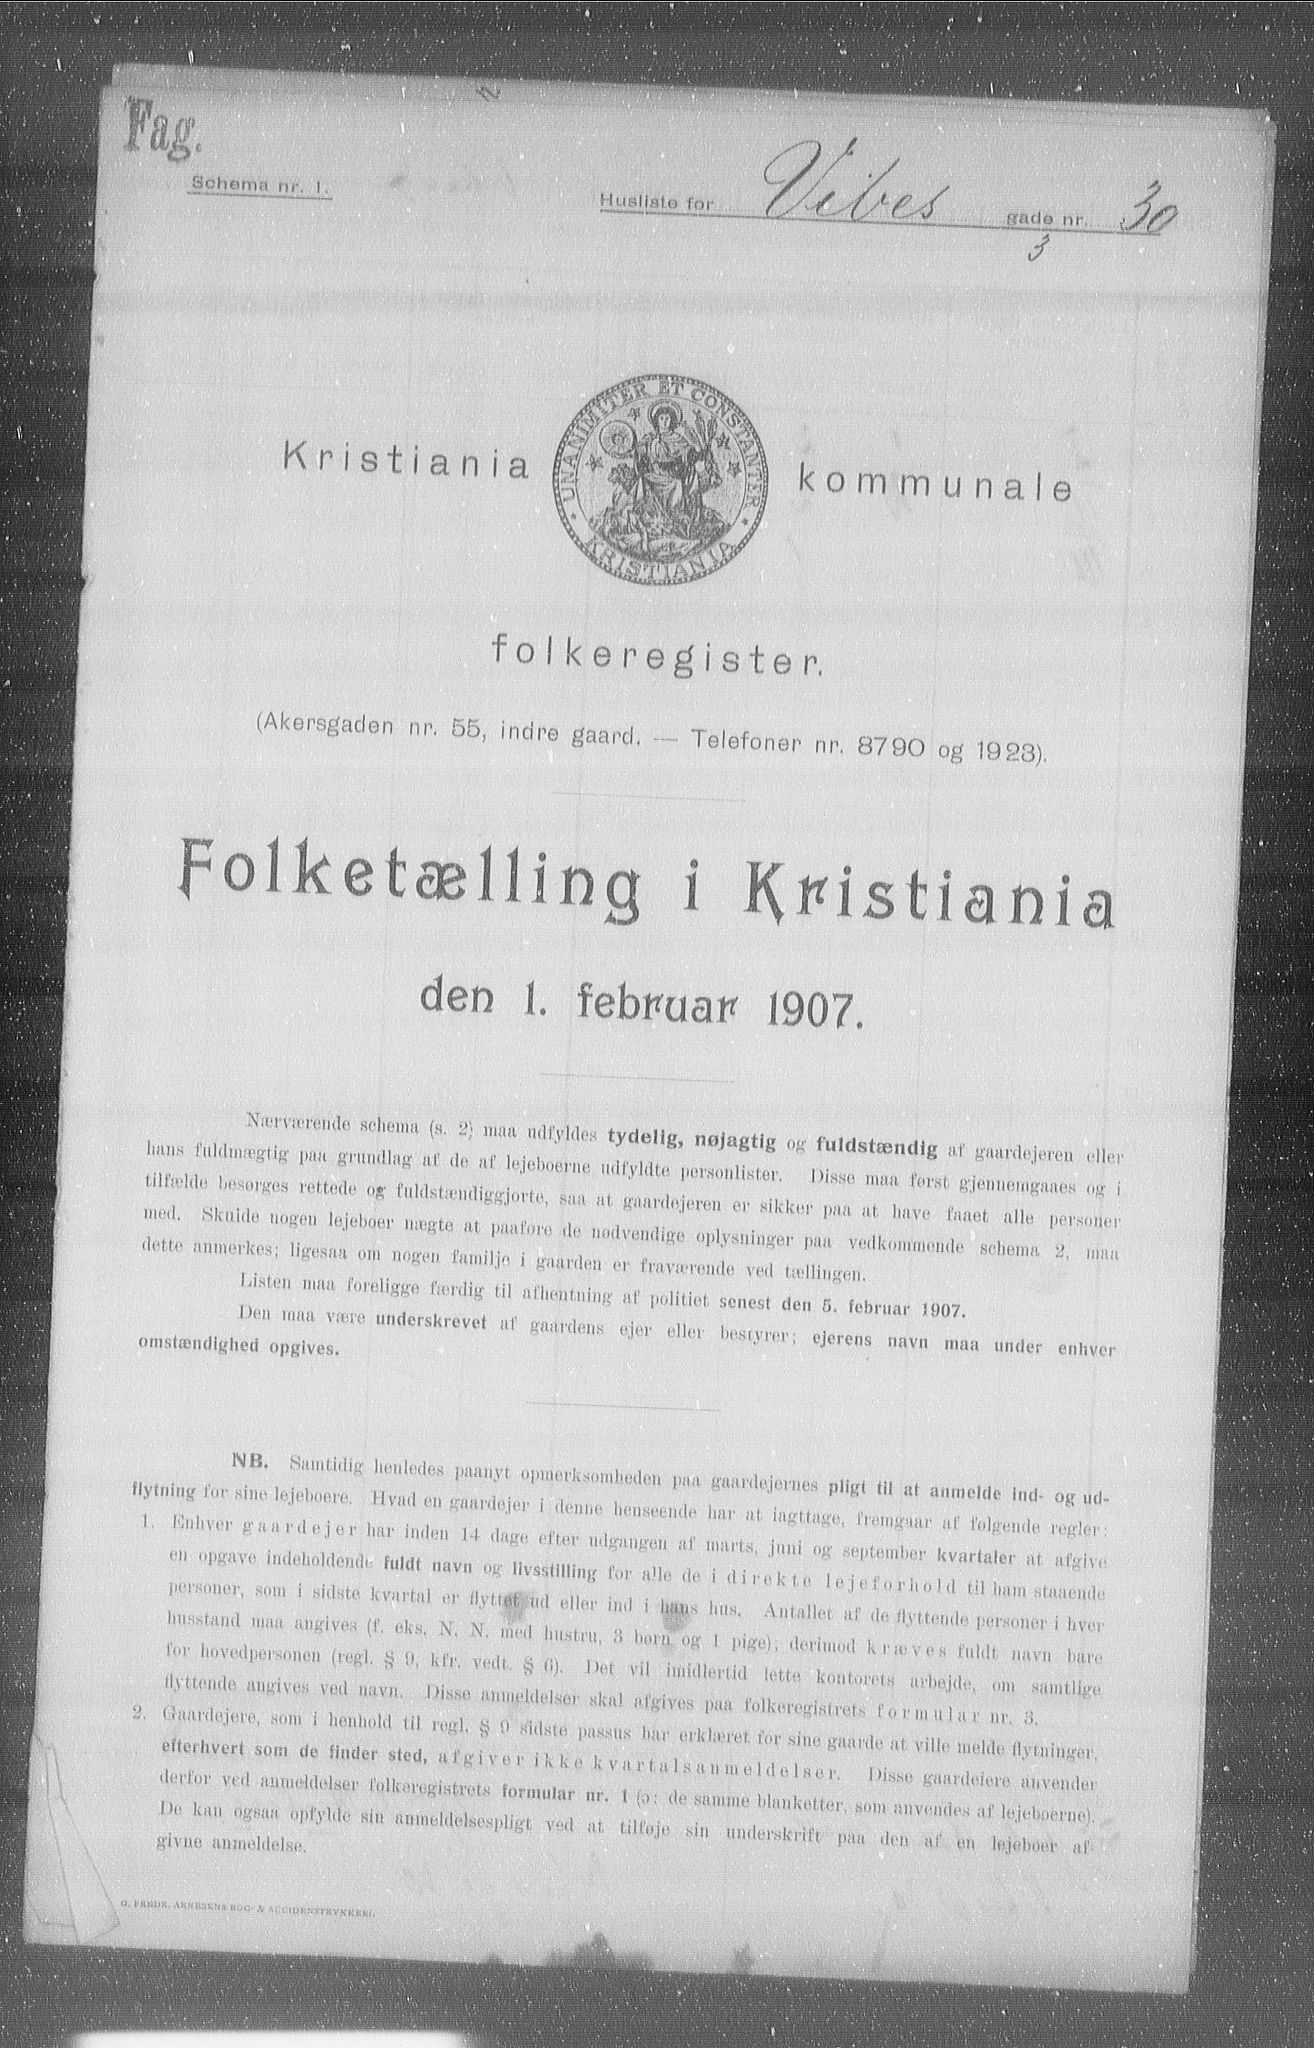 Fag.
Schema nr. 1.
Husliste for Vibes gade nr. 30
3
UNANIMITER ET CONSTANTER
KRISTIANIA
Kristiania kommunale
folkeregister.
(Akersgaden nr. 55, indre gaard. — Telefoner nr. 8790 og 1923).
Folketælling i Kristiania
den 1. februar 1907.
Nærværende schema (s. 2) maa udfyldes tydelig, nøjagtig og fuldstændig af gaardejeren eller
hans fuldmægtig paa grundlag af de af lejeboerne udfyldte personlister. Disse maa først gjennemgaaes og i
tilfælde besørges rettede og fuldstændiggjorte, saa at gaardejeren er sikker paa at have faaet alle personer
med. Skulde nogen lejeboer nægte at paaføre de nødvendige oplysninger paa vedkommende schema 2, maa
dette anmerkes; ligesaa om nogen familje i gaarden er fraværende ved tællingen.
Listen maa foreligge færdig til afhentning af politiet senest den 5. februar 1907.
Den maa være underskrevet af gaardens ejer eller bestyrer; ejerens navn maa under enhver
omstændighed opgives.
NB. Samtidig henledes paanyt opmerksomheden paa gaardejernes pligt til at anmelde ind- og ud-
flytning for sine lejeboere. Hvad en gaardejer i denne henseende har at iagttage, fremgaar af følgende regler:
1. Enhver gaardejer har inden 14 dage efter udgangen af marts, juni og september kvartaler at afgive
en opgave indeholdende fuldt navn og livsstilling for alle de i direkte lejeforhold til ham staaende
personer, som i sidste kvartal er flyttet ud eller ind i hans hus. Antallet af de flyttende personer i hver
husstand maa angives (f. eks. N. N. med hustru, 3 børn og 1 pige); derimod kræves fuldt navn bare
for hovedpersonen (regl. § 9, kfr. vedt. § 6). Det vil imidlertid lette kontorets arbejde, om samtlige
flyttende angives ved navn. Disse anmeldelser skal afgives paa folkeregistrets formular nr. 3.
2. Gaardejere, som i henhold til regl. § 9 sidste passus har erklæret for sine gaarde at ville melde flytninger,
efterhvert som de finder sted, afgiver ikke kvartalsanmeldelser. Disse gaardeiere anvender
derfor ved anmeldelser folkeregistrets formular nr. 1 (ɔ: de samme blanketter, som anvendes af lejeboerne).
De kan ogsaa opfylde sin anmeldelsespligt ved at tilføje sin underskrift paa den af en lejeboer af-
givne anmeldelse.
O. FREDR. ARNESENS BOG- & ACCIDENSTRYKKERI.